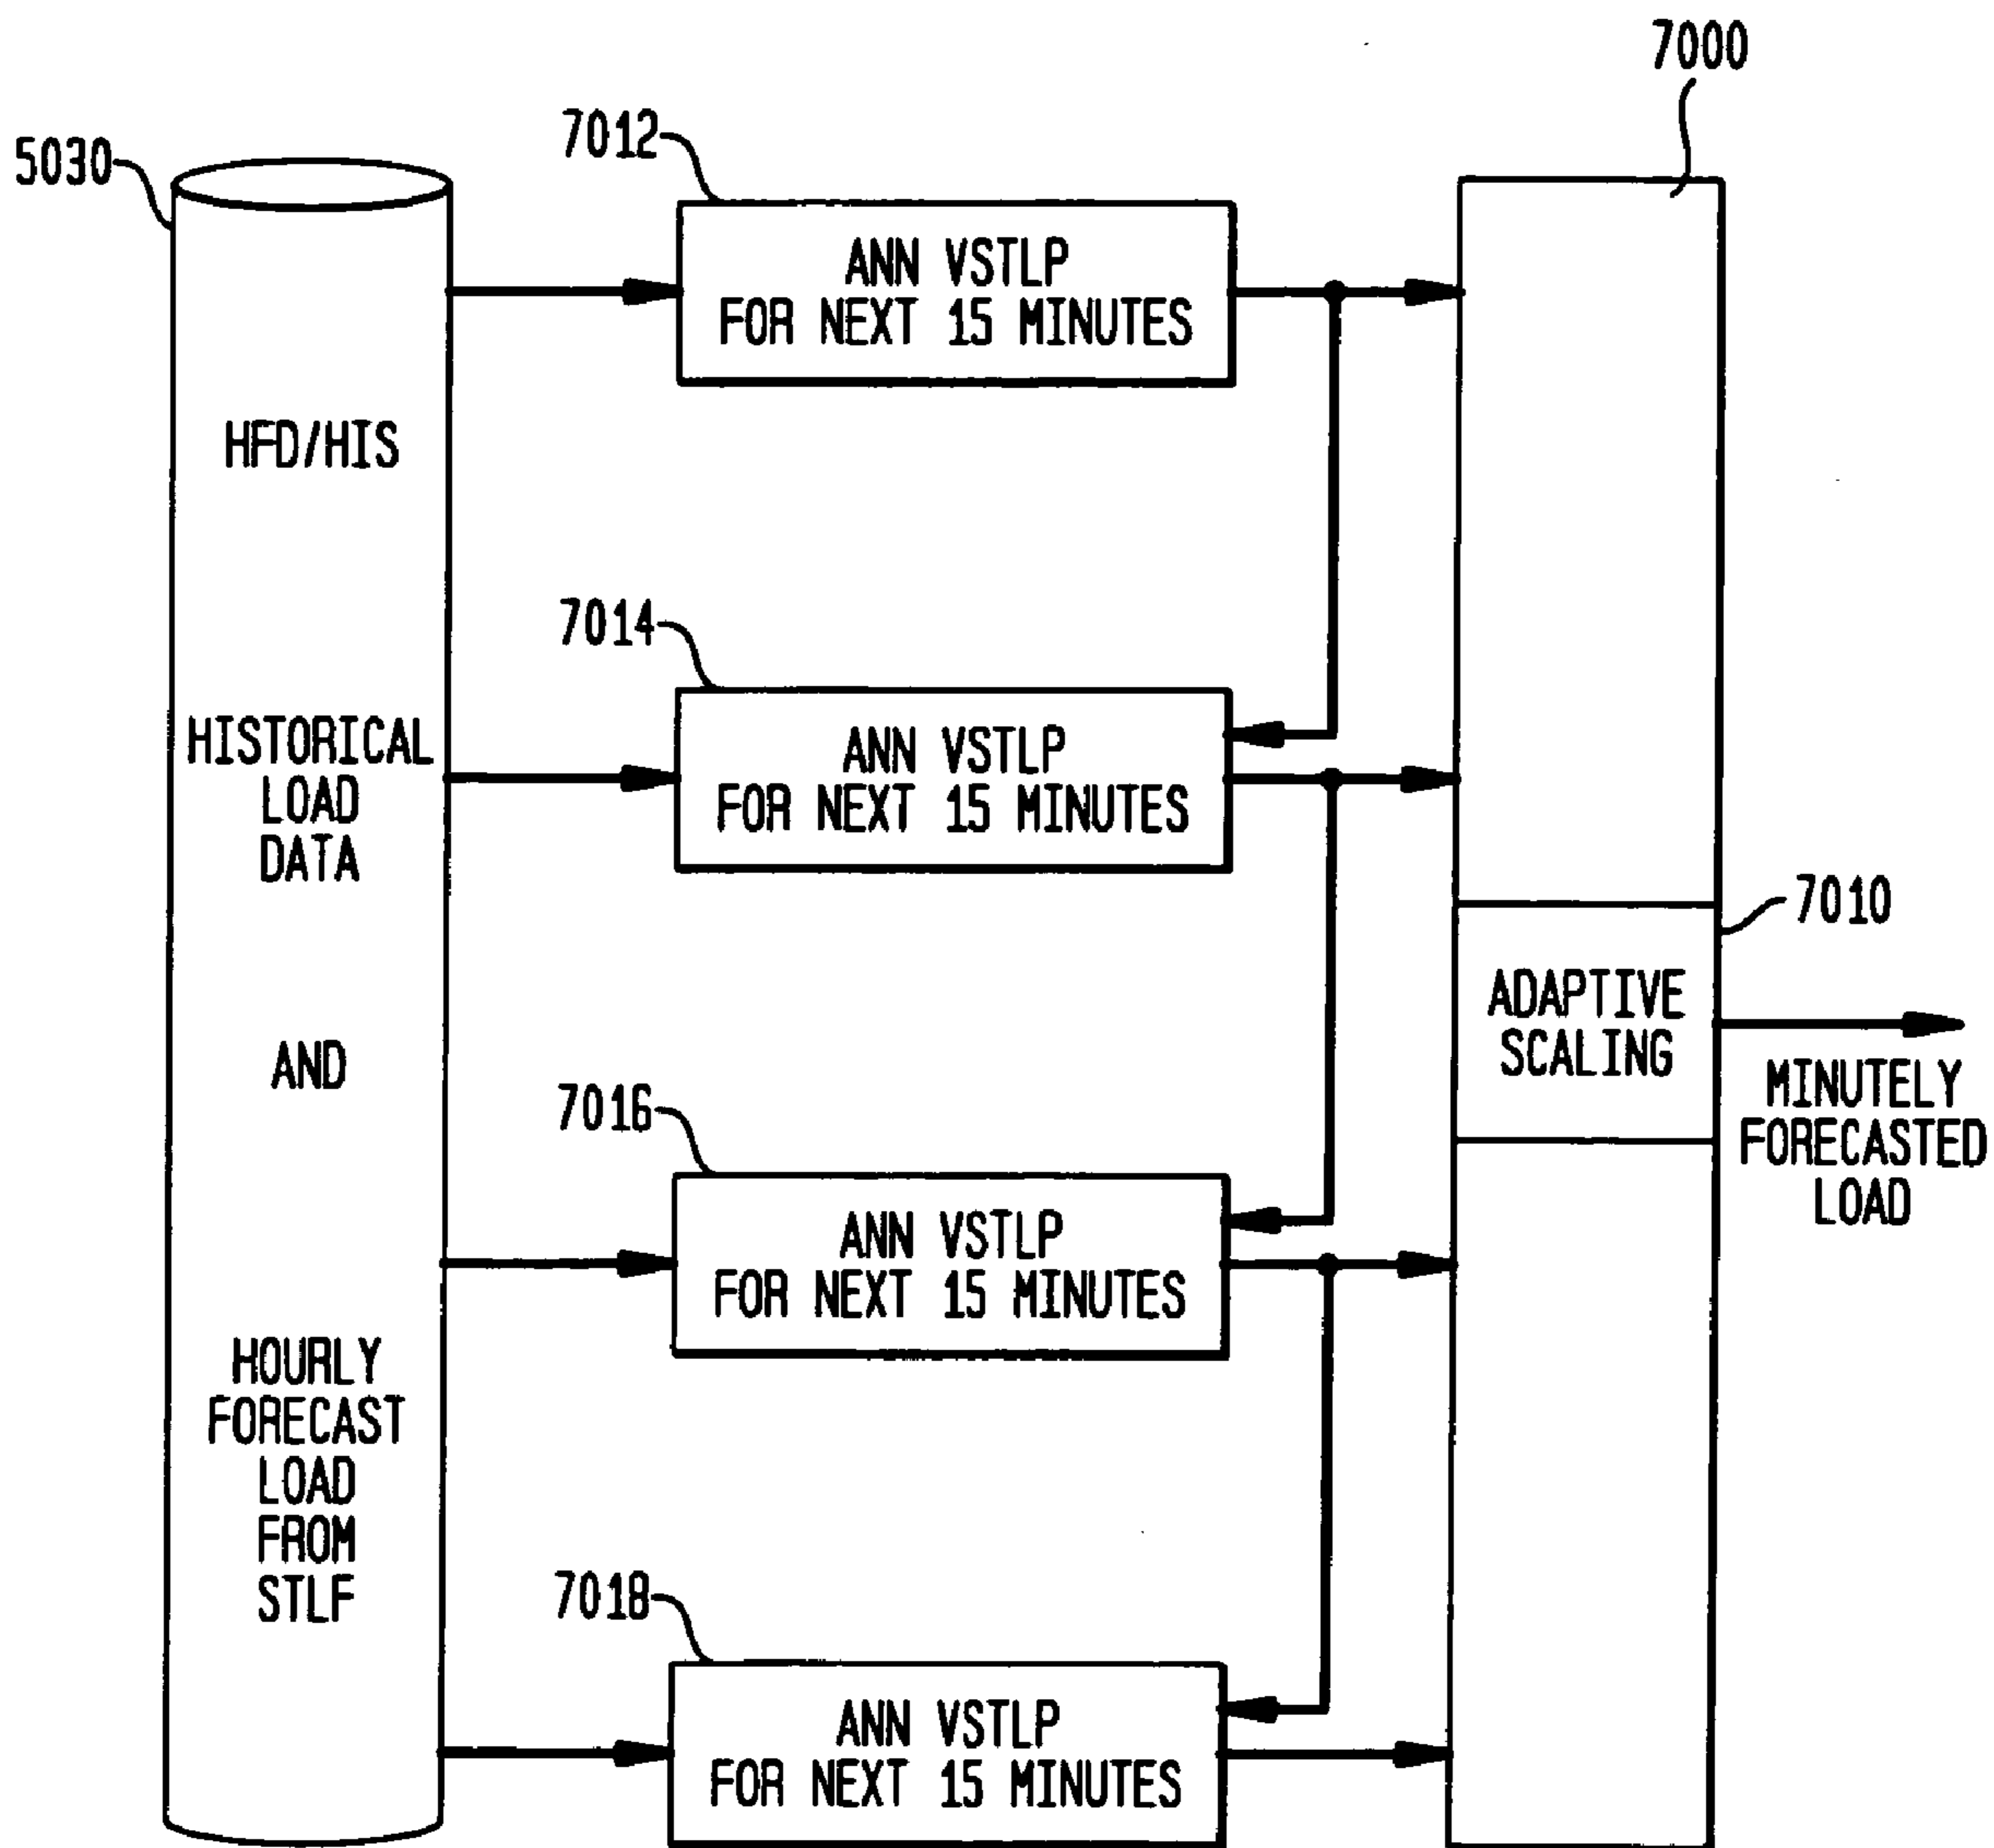 7000
7012
5030
ANN VSTLP
FOR NEXT 15 MINUTES
HFD/HIS
7014
HISTORICAL
LOAD
DATA
ANN VSTLP
FOR NEXT 15 MINUTES
7010
ADAPTIVE
SCALING
AND
MINUTELY
FORECASTED
LOAD
7016
ANN VSTLP
FOR NEXT 15 MINUTES
HOURLY
FORECAST
LOAD
FROM
STLF
7018
ANN VSTLP
FOR NEXT 15 MINUTES